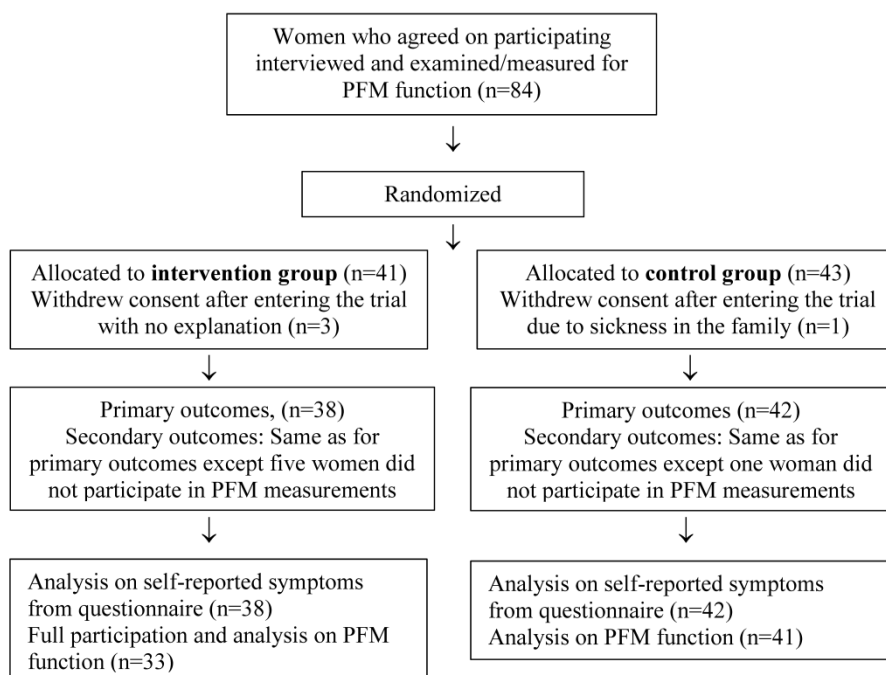 Women who agreed on participating
interviewed and examined/measured for
PFM function (n=84)
↓
Randomized
↓
Allocated to intervention group (n=41)
Withdrew consent after entering the trial
with no explanation (n=3)
↓
Primary outcomes, (n=38)
Secondary outcomes: Same as for
primary outcomes except five women did
not participate in PFM measurements
↓
Analysis on self-reported symptoms
from questionnaire (n=38)
Full participation and analysis on PFM
function (n=33)
Allocated to control group (n=43)
Withdrew consent after entering the trial
due to sickness in the family (n=1)
↓
Primary outcomes (n=42)
Secondary outcomes: Same as for
primary outcomes except one woman did
not participate in PFM measurements
↓
Analysis on self-reported symptoms
from questionnaire (n=42)
Analysis on PFM function (n=41)